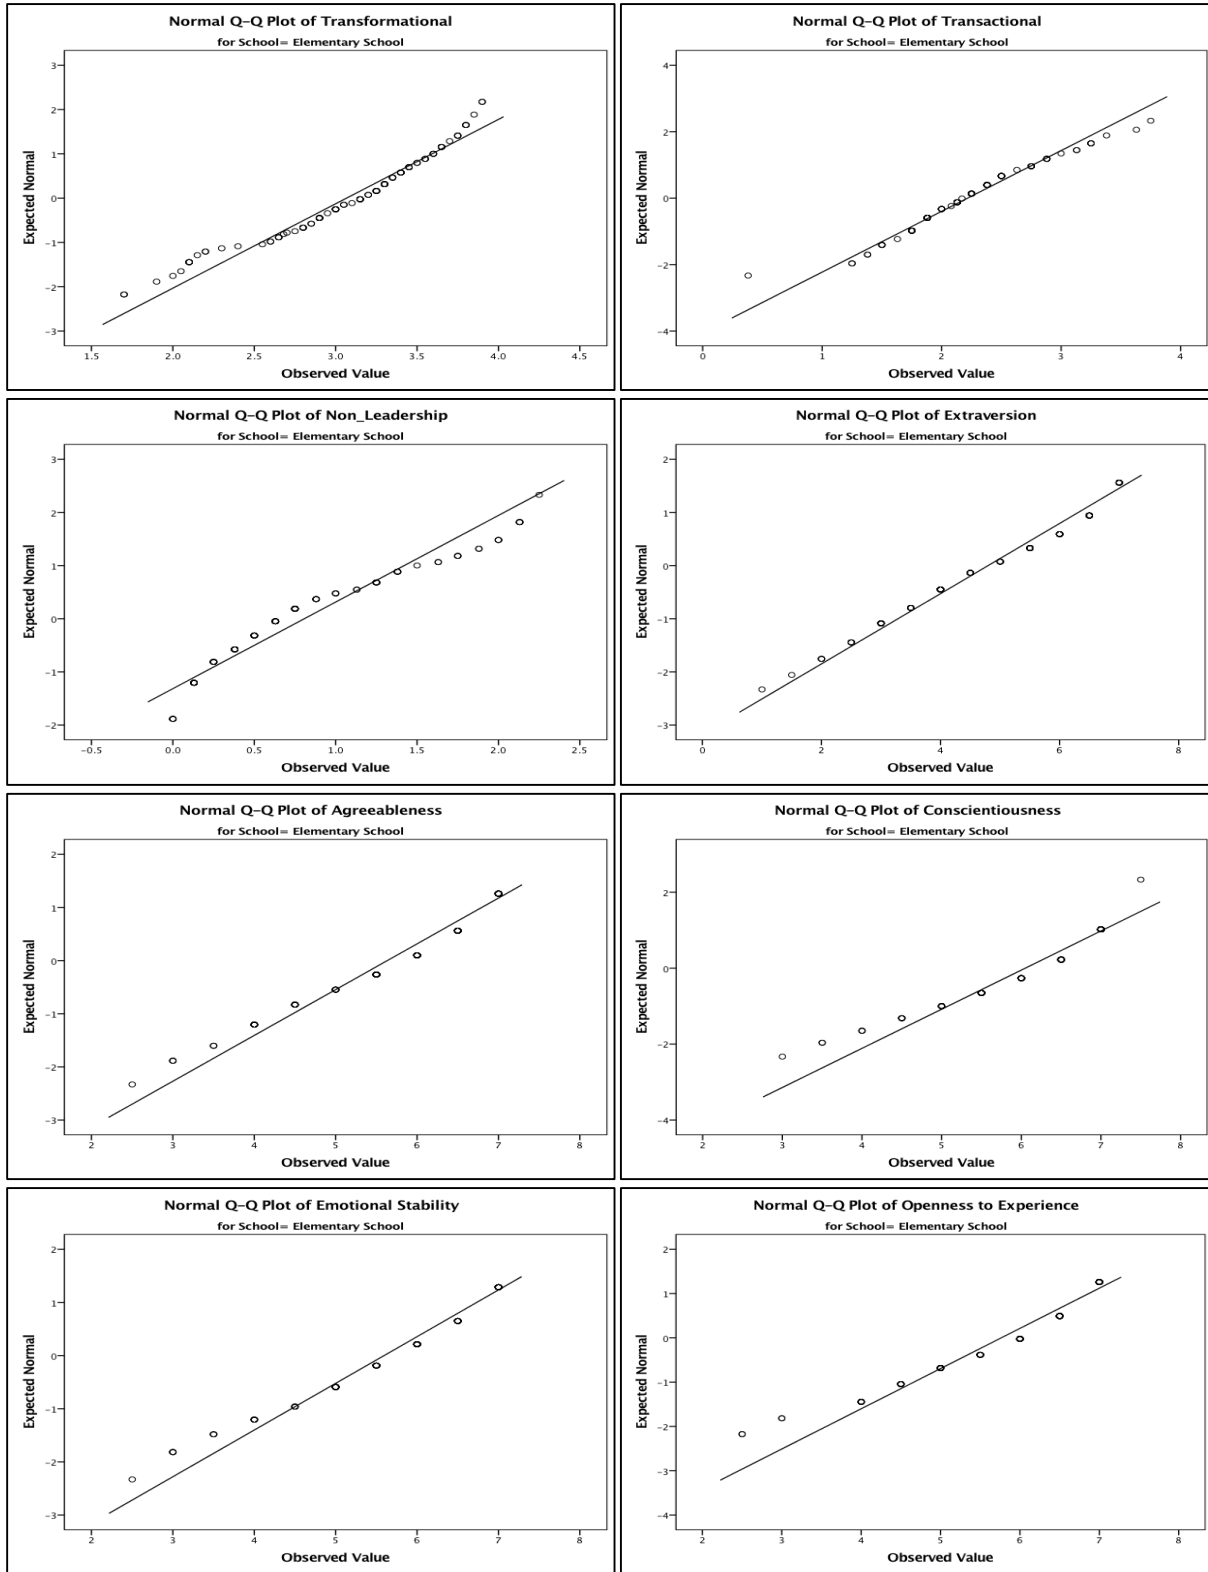 Normal Q-Q Plot of Transformational
for School= Elementary School
Expected Normal
3
2
1
0
-1
-2
-3
1.5 2.0 2.5 3.0 3.5 4.0 4.5
Observed Value
Normal Q-Q Plot of Transactional
for School= Elementary School
Expected Normal
4
2
0
-2
-4
0 1 2 3 4
Observed Value
Normal Q-Q Plot of Non_Leadership
for School= Elementary School
Expected Normal
3
2
1
0
-1
-2
-0.5 0.0 0.5 1.0 1.5 2.0 2.5
Observed Value
Normal Q-Q Plot of Extraversion
for School= Elementary School
Expected Normal
2
1
0
-1
-2
-3
0 2 4 6 8
Observed Value
Normal Q-Q Plot of Agreeableness
for School= Elementary School
Expected Normal
2
1
0
-1
-2
-3
2 3 4 5 6 7 8
Observed Value
Normal Q-Q Plot of Conscientiousness
for School= Elementary School
Expected Normal
2
0
-2
-4
2 3 4 5 6 7 8
Observed Value
Normal Q-Q Plot of Emotional Stability
for School= Elementary School
Expected Normal
2
1
0
-1
-2
-3
2 3 4 5 6 7 8
Observed Value
Normal Q-Q Plot of Openness to Experience
for School= Elementary School
Expected Normal
2
1
0
-1
-2
-3
-4
2 3 4 5 6 7 8
Observed Value